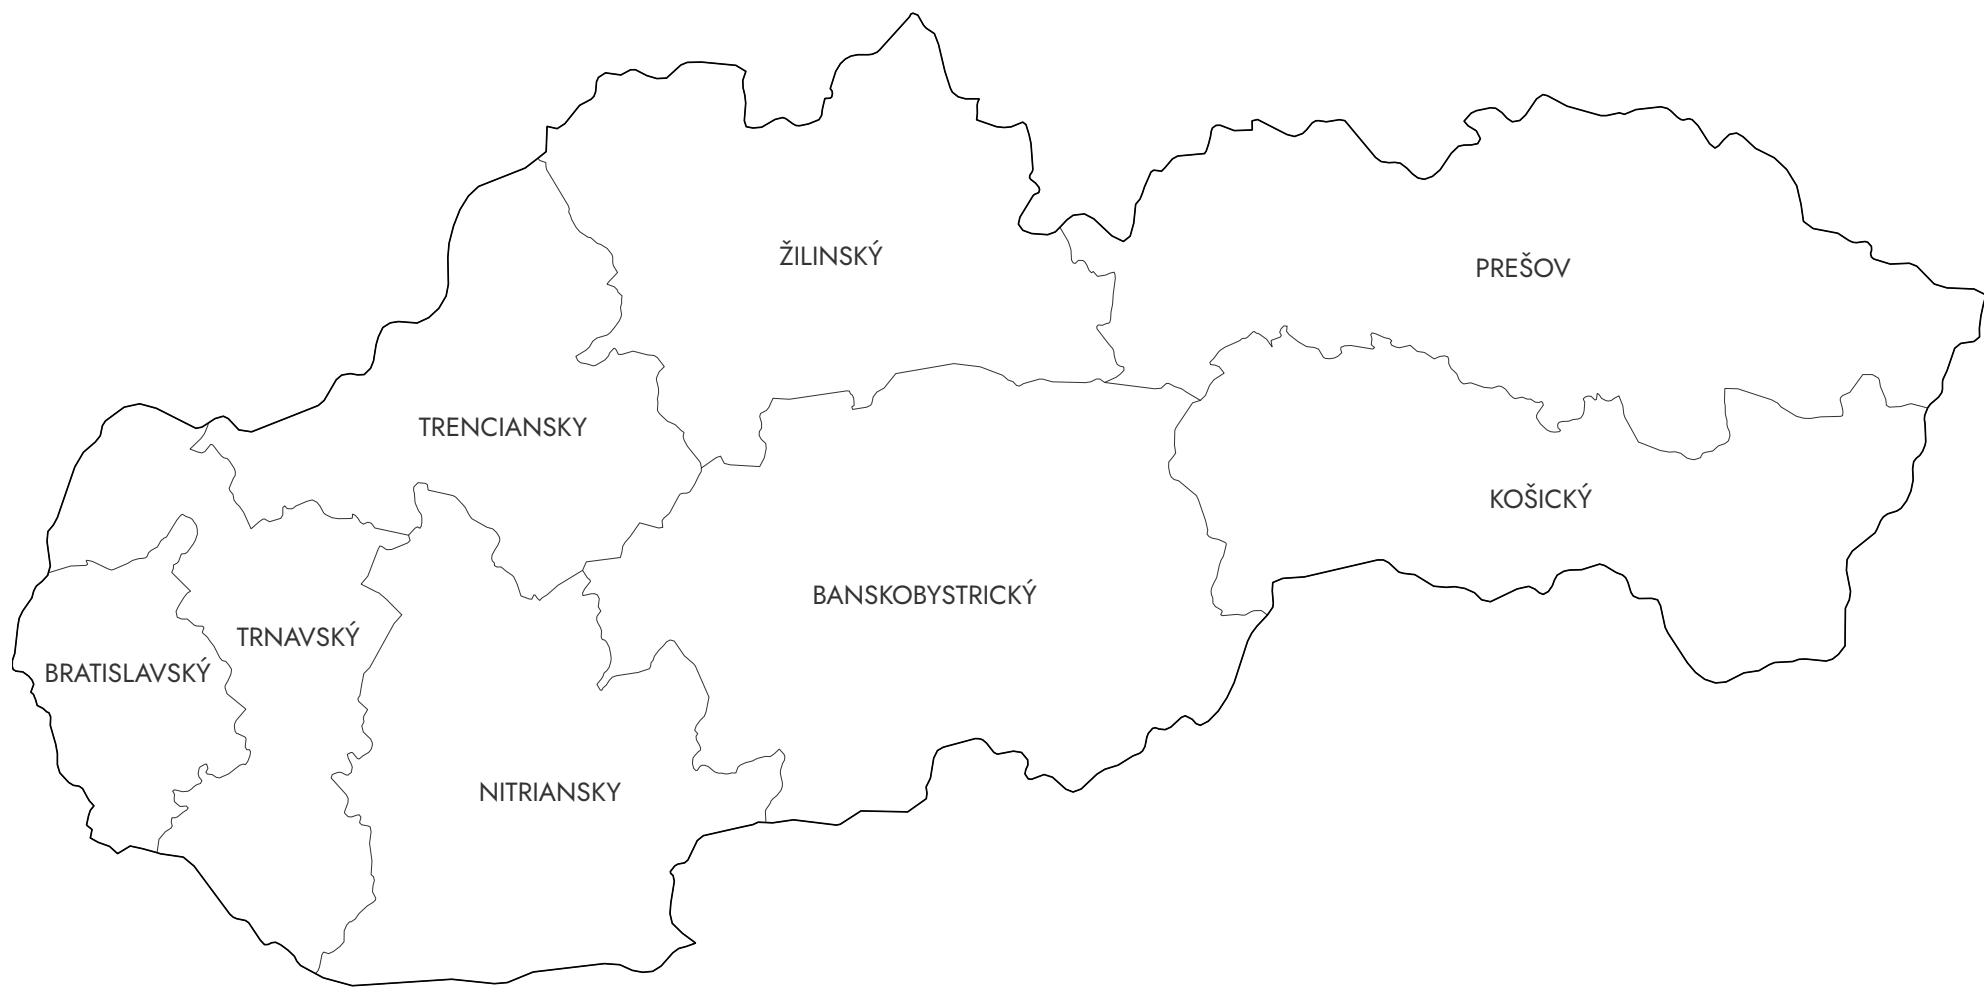 ŽILINSKÝ
PREŠOV
TRENCIANSKY
KOŠICKÝ
BANSKOBYSTRICKÝ
TRNAVSKÝ
BRATISLAVSKÝ
NITRIANSKY